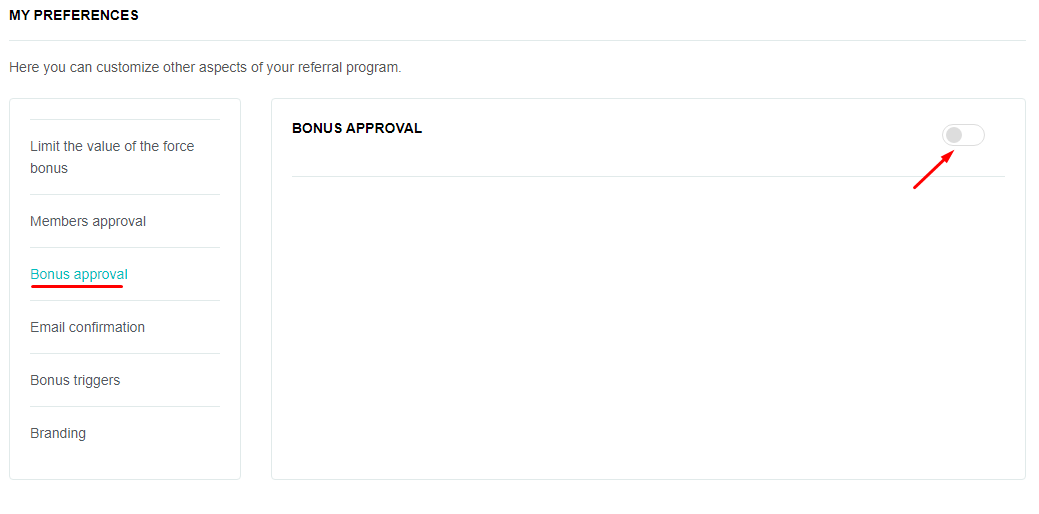 MY PREFERENCES
Here you can customize other aspects of your referral program.
Limit the value of the force
bonus
Members approval
Bonus approval
Email confirmation
Bonus triggers
Branding
BONUS APPROVAL